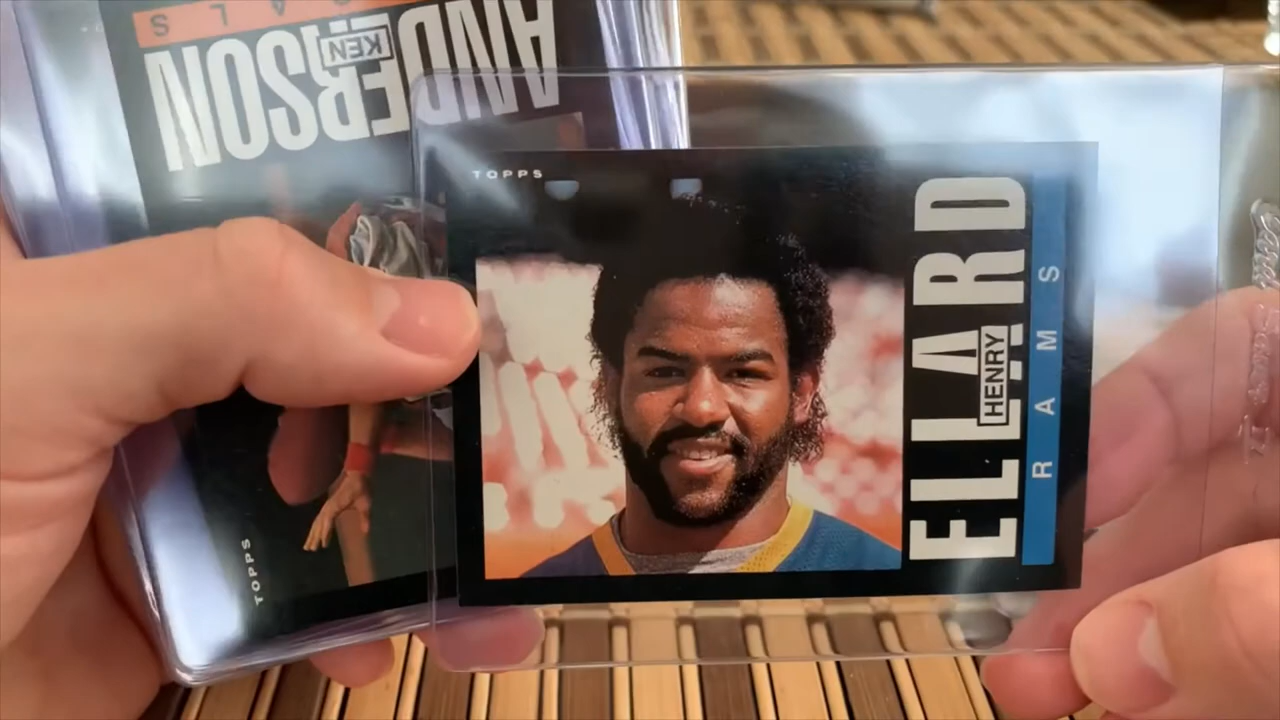 ALS
ANDERSON
KEN
TOPPS
TOPPS
ELLARD
HENRY
RAMS